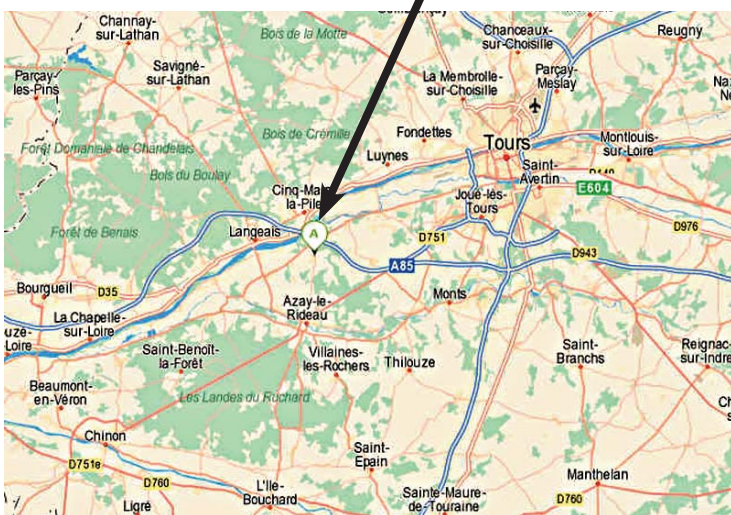 Channay-
sur-Lathan
Bois de la Motte
Chanceaux-
sur-Choisille
Reugny
Parçay-
les-Pins
Savigné-
sur-Lathan
La Membrolle-
sur-Choisille
Parçay-
Meslay
Forêt Domaniale de Chandelais
Bois de Crémille
Fondettes
Tours
Montlouis-
sur-Loire
Bois du Boulay
Luynes
Saint-
Avertin
E604
Cinq-Mars-
la-Pile
Joué-lès-
Tours
D976
Forêt de Benais
Langeais
A
D751
D943
A85
Bourgueil
D35
Azay-le-
Rideau
Monts
La Chapelle-
sur-Loire
Saint-Benoît-
la-Forêt
Villaines-
les-Rochers
Thilouze
Saint-
Branchs
Reignac-
sur-Indre
Beaumont-
en-Véron
Les Landes du Ruchard
Chinon
Saint-
Epain
D751e
D760
L'Ile-
Bouchard
Sainte-Maure-
de-Touraine
Manthelan
D760
Ligré